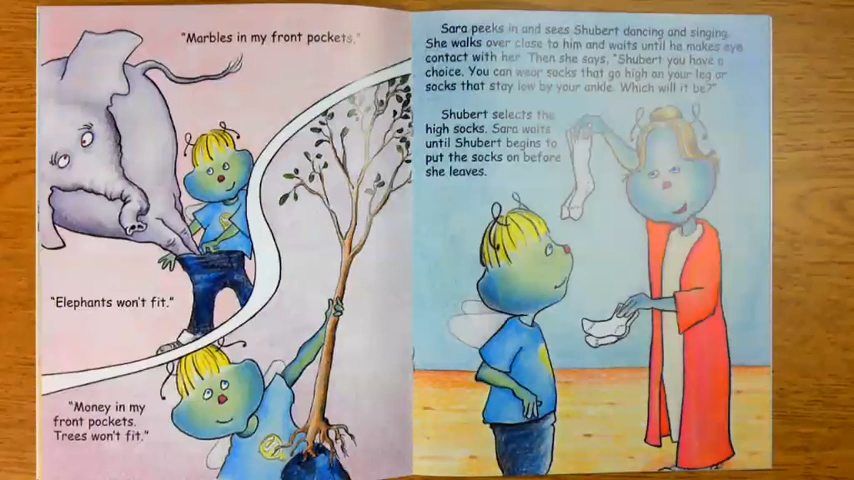 "Marbles in my front pockets."
"Elephants won't fit."
"Money in my
front pockets.
Trees won't fit."
Sara peeks in and sees Shubert dancing and singing.
She walks over close to him and waits until he makes eye
contact with her. Then she says, "Shubert you have a
choice. You can wear socks that go high on your leg or
socks that stay low by your ankle. Which will it be?"
Shubert selects the
high socks. Sara waits
until Shubert begins to
put the socks on before
she leaves.